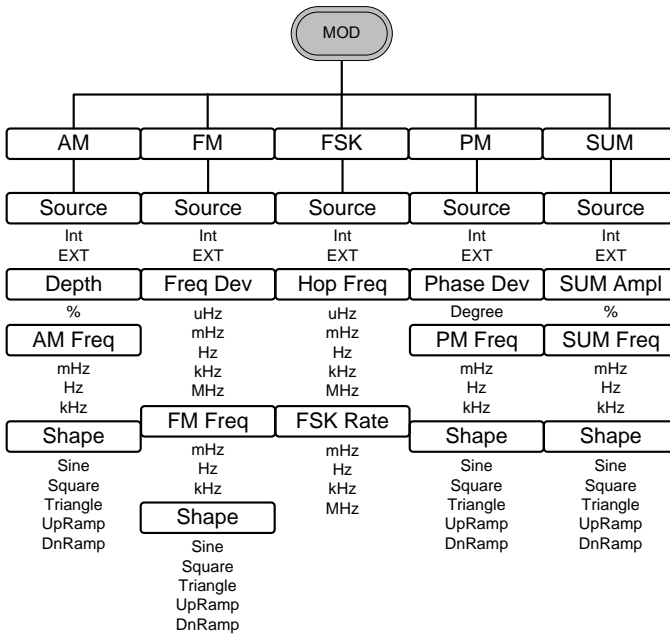 MOD
AM
FM
FSK
PM
SUM
Source
Int
EXT
Depth
%
AM Freq
mHz
Hz
kHz
Shape
Sine
Square
Triangle
UpRamp
DnRamp
Source
Int
EXT
Freq Dev
uHz
mHz
Hz
kHz
MHz
FM Freq
mHz
Hz
kHz
Shape
Sine
Square
Triangle
UpRamp
DnRamp
Source
Int
EXT
Hop Freq
uHz
mHz
Hz
kHz
MHz
FSK Rate
mHz
Hz
kHz
MHz
Source
Int
EXT
Phase Dev
Degree
PM Freq
mHz
Hz
kHz
Shape
Sine
Square
Triangle
UpRamp
DnRamp
Source
Int
EXT
SUM Ampl
%
SUM Freq
mHz
Hz
kHz
Shape
Sine
Square
Triangle
UpRamp
DnRamp